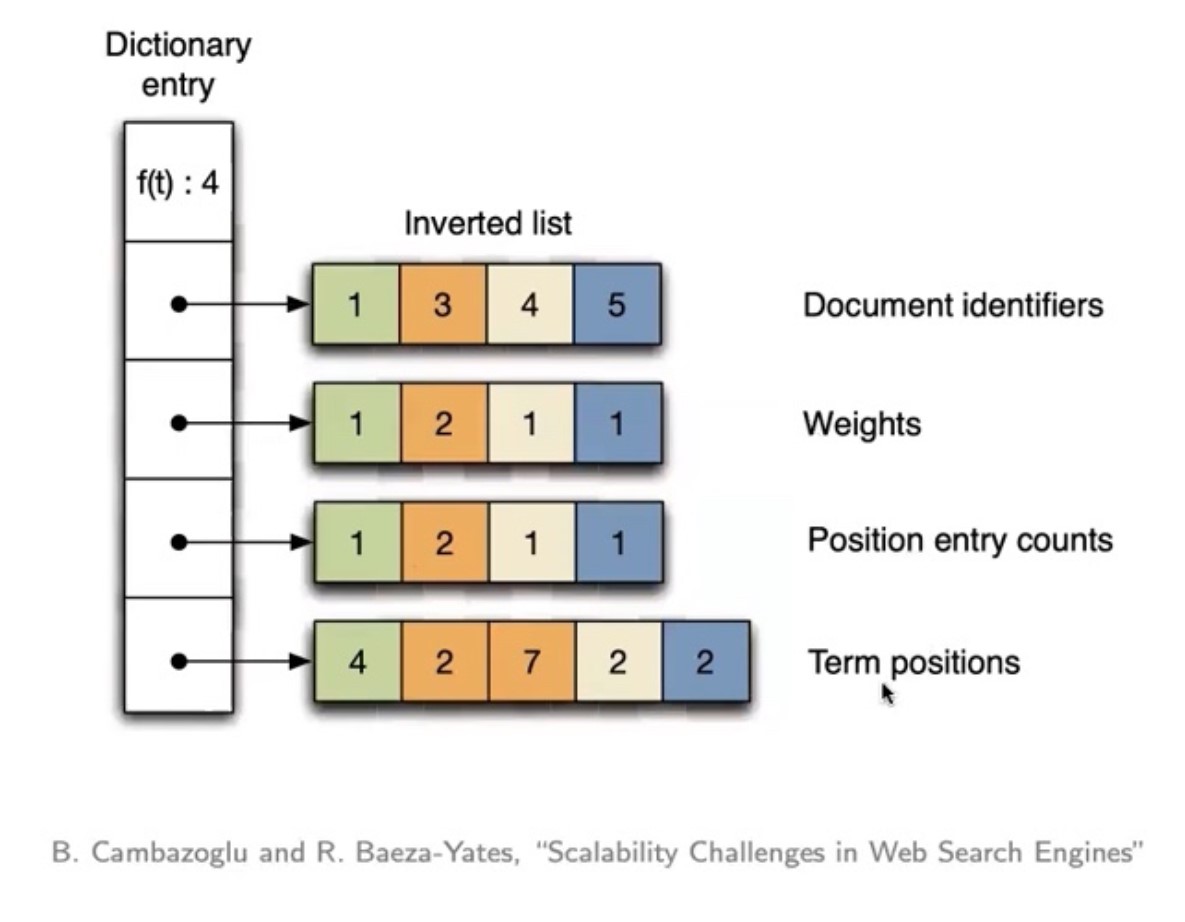 Dictionary
entry
f(t) : 4
Inverted list
1 3 4 5 Document identifiers
1 2 1 1 Weights
1 2 1 1 Position entry counts
4 2 7 2 2 Term positions
B. Cambazoglu and R. Baeza-Yates, “Scalability Challenges in Web Search Engines”